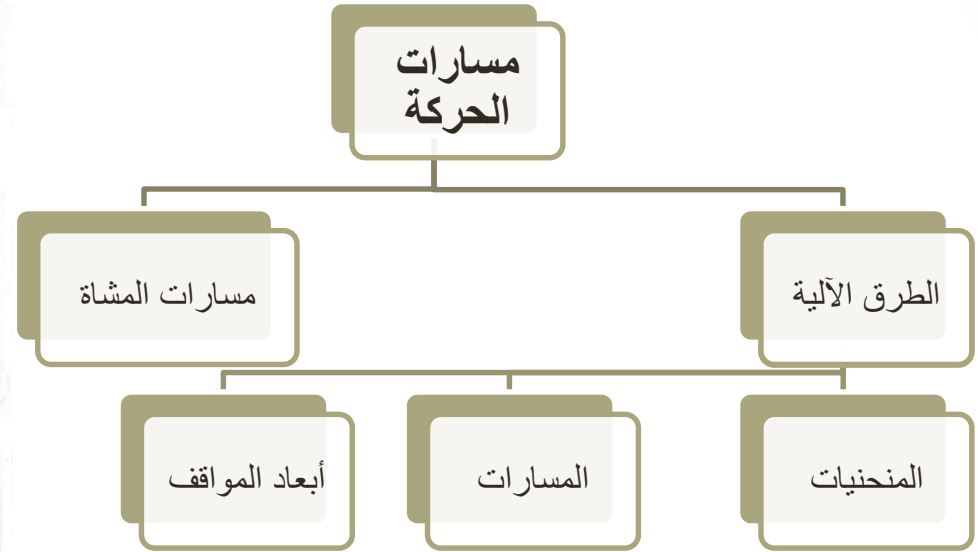 مسارات
الحركة
الطرق الآلية
مسارات المشاة
المنحنيات
المسارات
أبعاد المواقف